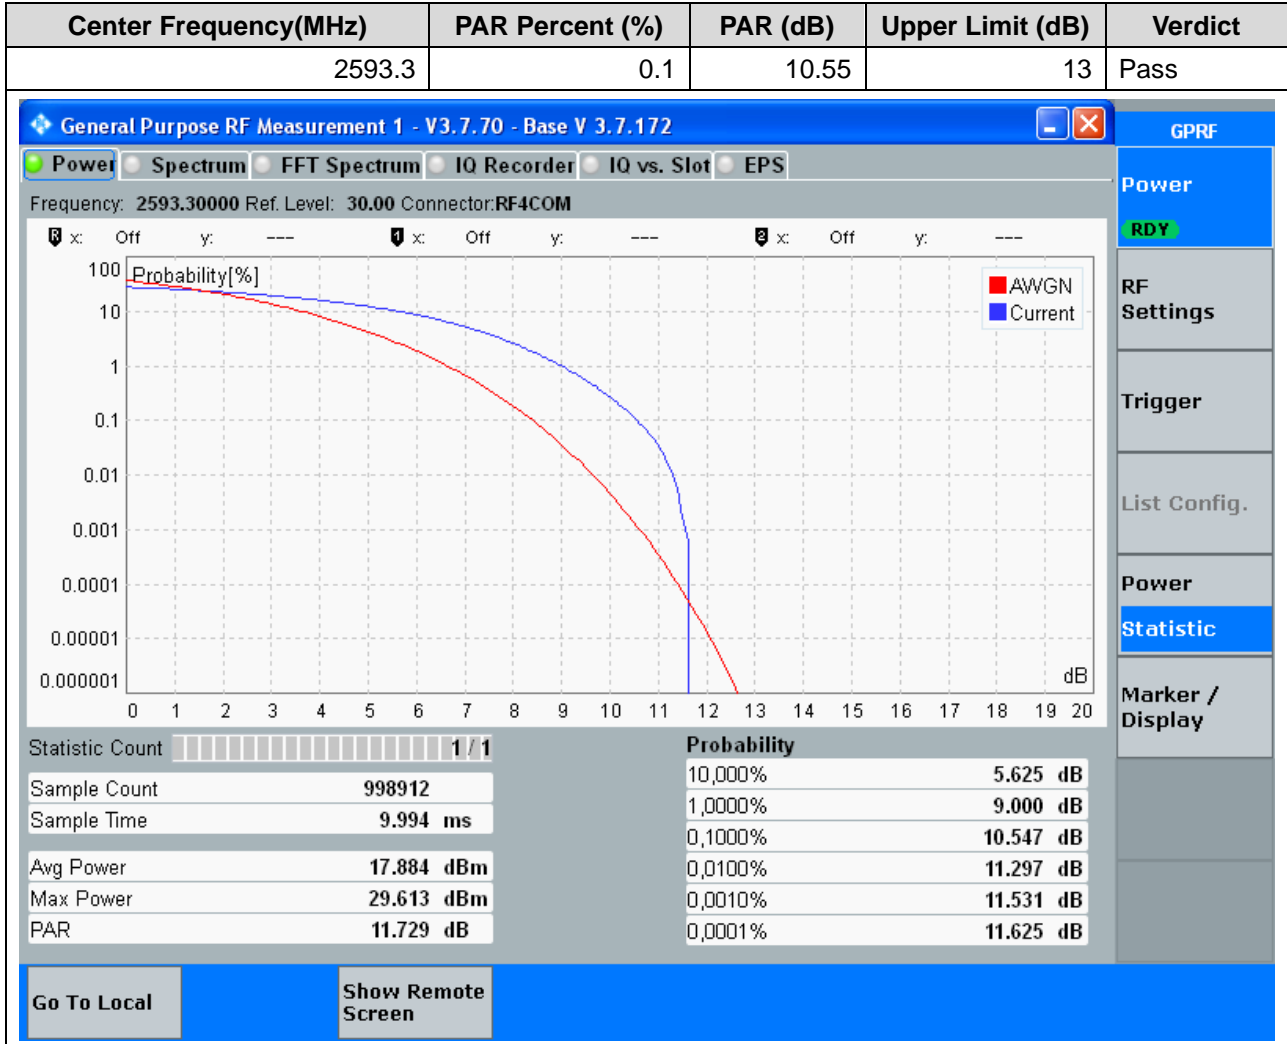 Center Frequency(MHz) PAR Percent (%) PAR (dB) Upper Limit (dB) Verdict
2593.3 0.1 10.55 13 Pass
General Purpose RF Measurement 1 - V3.7.70 - Base V 3.7.172
GPRF
Power Spectrum FFT Spectrum IQ Recorder IQ vs. Slot EPS
Frequency: 2593.30000 Ref. Level: 30.00 Connector:RF4COM
R x: Off y: --- 1 x: Off y: --- 2 x: Off y: ---
Probability[%]
AWGN
Current
100
10
1
0.1
0.01
0.001
0.0001
0.00001
0.000001
dB
0 1 2 3 4 5 6 7 8 9 10 11 12 13 14 15 16 17 18 19 20
Statistic Count 1 / 1
Sample Count 998912
Sample Time 9.994 ms
Avg Power 17.884 dBm
Max Power 29.613 dBm
PAR 11.729 dB
Probability
10,000% 5.625 dB
1,0000% 9.000 dB
0,1000% 10.547 dB
0,0100% 11.297 dB
0,0010% 11.531 dB
0,0001% 11.625 dB
Power
RDY
RF
Settings
Trigger
List Config.
Power
Statistic
Marker /
Display
Go To Local
Show Remote
Screen